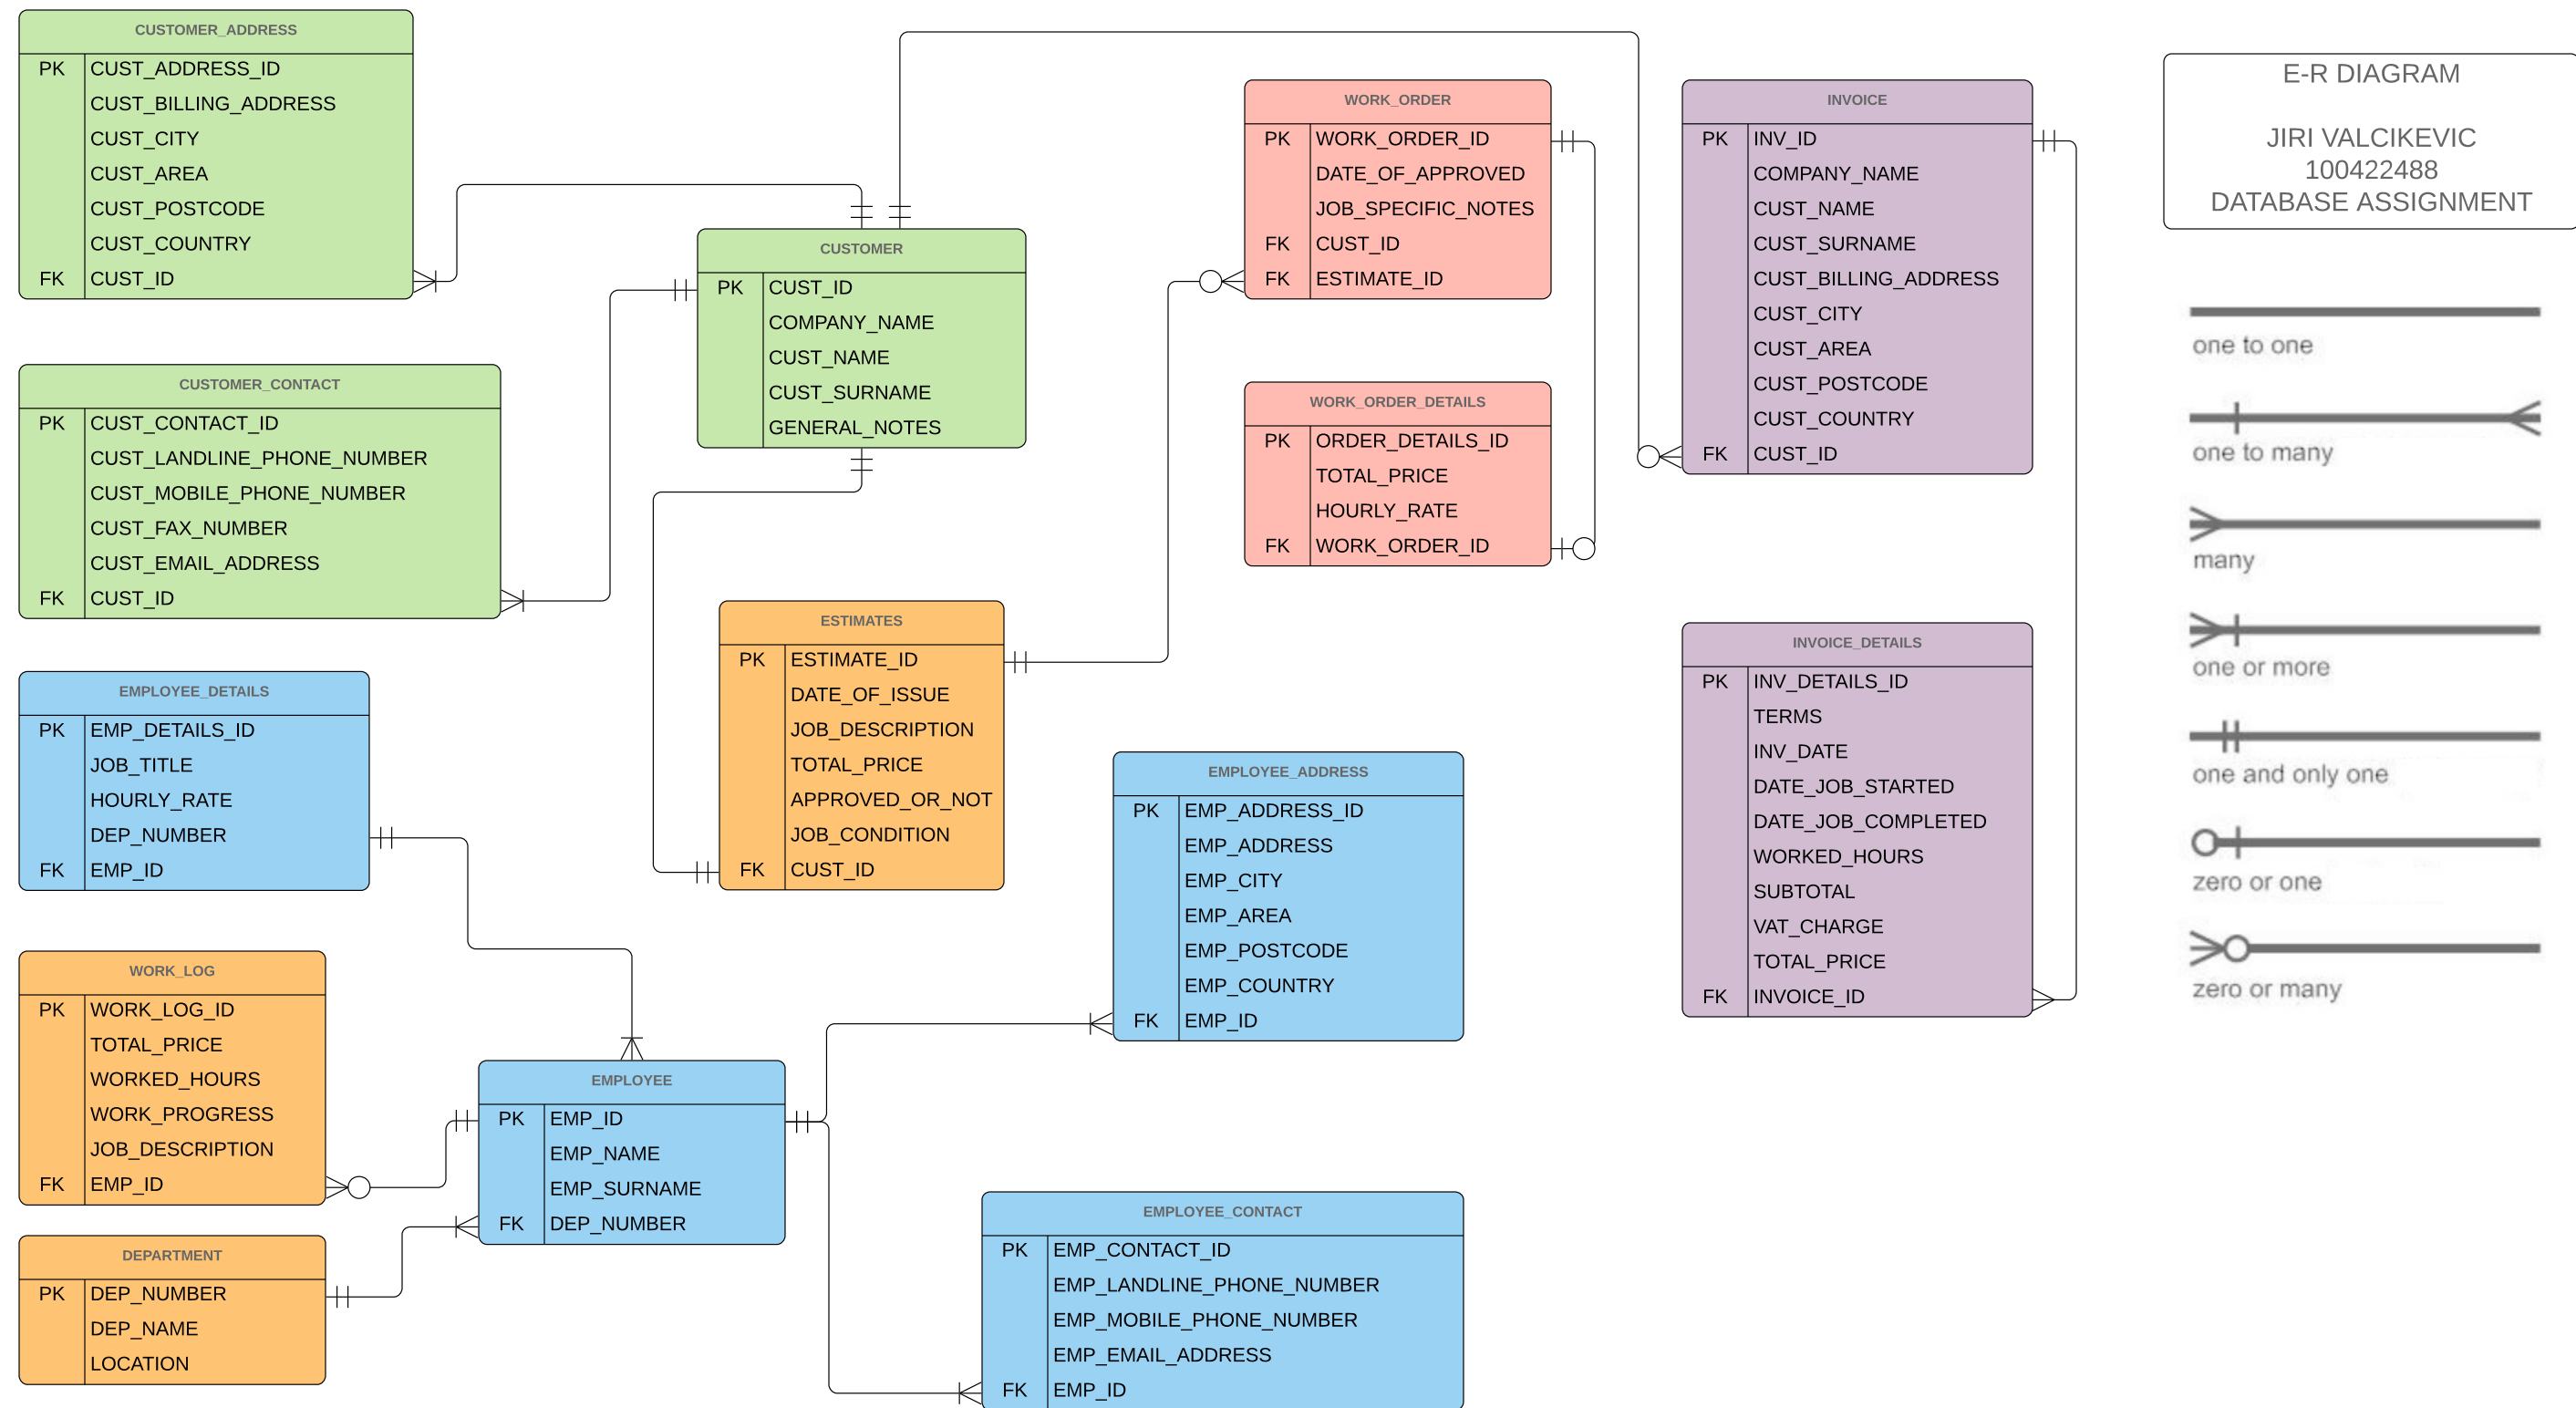 CUSTOMER_ADDRESS
PK CUST_ADDRESS_ID
CUST_BILLING_ADDRESS
CUST_CITY
CUST_AREA
CUST_POSTCODE
CUST_COUNTRY
FK CUST_ID
CUSTOMER_CONTACT
PK CUST_CONTACT_ID
CUST_LANDLINE_PHONE_NUMBER
CUST_MOBILE_PHONE_NUMBER
CUST_FAX_NUMBER
CUST_EMAIL_ADDRESS
FK CUST_ID
CUSTOMER
PK CUST_ID
COMPANY_NAME
CUST_NAME
CUST_SURNAME
GENERAL_NOTES
WORK_ORDER
PK WORK_ORDER_ID
DATE_OF_APPROVED
JOB_SPECIFIC_NOTES
FK CUST_ID
FK ESTIMATE_ID
WORK_ORDER_DETAILS
PK ORDER_DETAILS_ID
TOTAL_PRICE
HOURLY_RATE
FK WORK_ORDER_ID
INVOICE
PK INV_ID
COMPANY_NAME
CUST_NAME
CUST_SURNAME
CUST_BILLING_ADDRESS
CUST_CITY
CUST_AREA
CUST_POSTCODE
CUST_COUNTRY
FK CUST_ID
INVOICE_DETAILS
PK INV_DETAILS_ID
TERMS
INV_DATE
DATE_JOB_STARTED
DATE_JOB_COMPLETED
WORKED_HOURS
SUBTOTAL
VAT_CHARGE
TOTAL_PRICE
FK INVOICE_ID
ESTIMATES
PK ESTIMATE_ID
DATE_OF_ISSUE
JOB_DESCRIPTION
TOTAL_PRICE
APPROVED_OR_NOT
JOB_CONDITION
FK CUST_ID
EMPLOYEE_DETAILS
PK EMP_DETAILS_ID
JOB_TITLE
HOURLY_RATE
DEP_NUMBER
FK EMP_ID
WORK_LOG
PK WORK_LOG_ID
TOTAL_PRICE
WORKED_HOURS
WORK_PROGRESS
JOB_DESCRIPTION
FK EMP_ID
DEPARTMENT
PK DEP_NUMBER
DEP_NAME
LOCATION
EMPLOYEE
PK EMP_ID
EMP_NAME
EMP_SURNAME
FK DEP_NUMBER
EMPLOYEE_ADDRESS
PK EMP_ADDRESS_ID
EMP_ADDRESS
EMP_CITY
EMP_AREA
EMP_POSTCODE
EMP_COUNTRY
FK EMP_ID
EMPLOYEE_CONTACT
PK EMP_CONTACT_ID
EMP_LANDLINE_PHONE_NUMBER
EMP_MOBILE_PHONE_NUMBER
EMP_EMAIL_ADDRESS
FK EMP_ID
E-R DIAGRAM
JIRI VALCIKEVIC
100422488
DATABASE ASSIGNMENT
one to one
one to many
many
one or more
one and only one
zero or one
zero or many